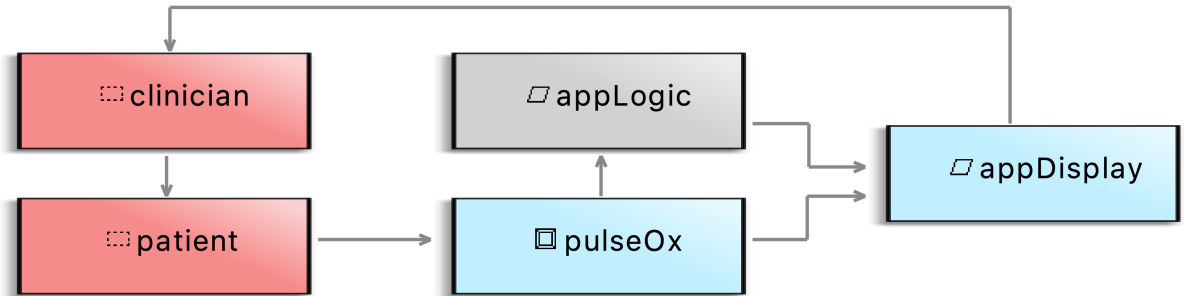 clinician
appLogic
appDisplay
patient
pulseOx